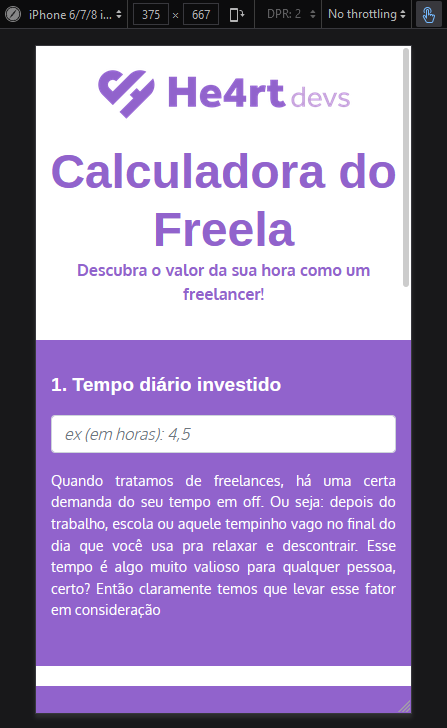 iPhone 6/7/8 i... 375 × 667 DPR: 2 No throttling
He4rt devs
Calculadora do
Freela
Descubra o valor da sua hora como um
freelancer!
1. Tempo diário investido
ex (em horas): 4,5
Quando tratamos de freelances, há uma certa
demanda do seu tempo em off. Ou seja: depois do
trabalho, escola ou aquele tempinho vago no final do
dia que você usa pra relaxar e descontrair. Esse
tempo é algo muito valioso para qualquer pessoa,
certo? Então claramente temos que levar esse fator
em consideração